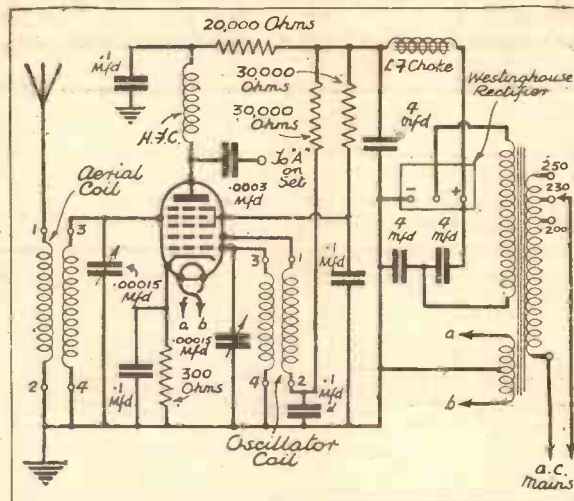 20,000 Ohms
.1
Mfd
30,000
Ohms
30,000
Ohms
L.F Choke
Westinghouse
Rectifier
4
mfd
H.F.C.
To "A"
on
Set
.0003
Mfd
Aerial
Coil
- +
250
230
200
4
mfd
4
mfd
1
3
3
1
.00015
Mfd
a b
.00015
Mfd
.1
Mfd
a
b
2
4
.1
Mfd
300
Ohms
4
2
.1
Mfd
Oscillator
Coil
a.c.
Mains